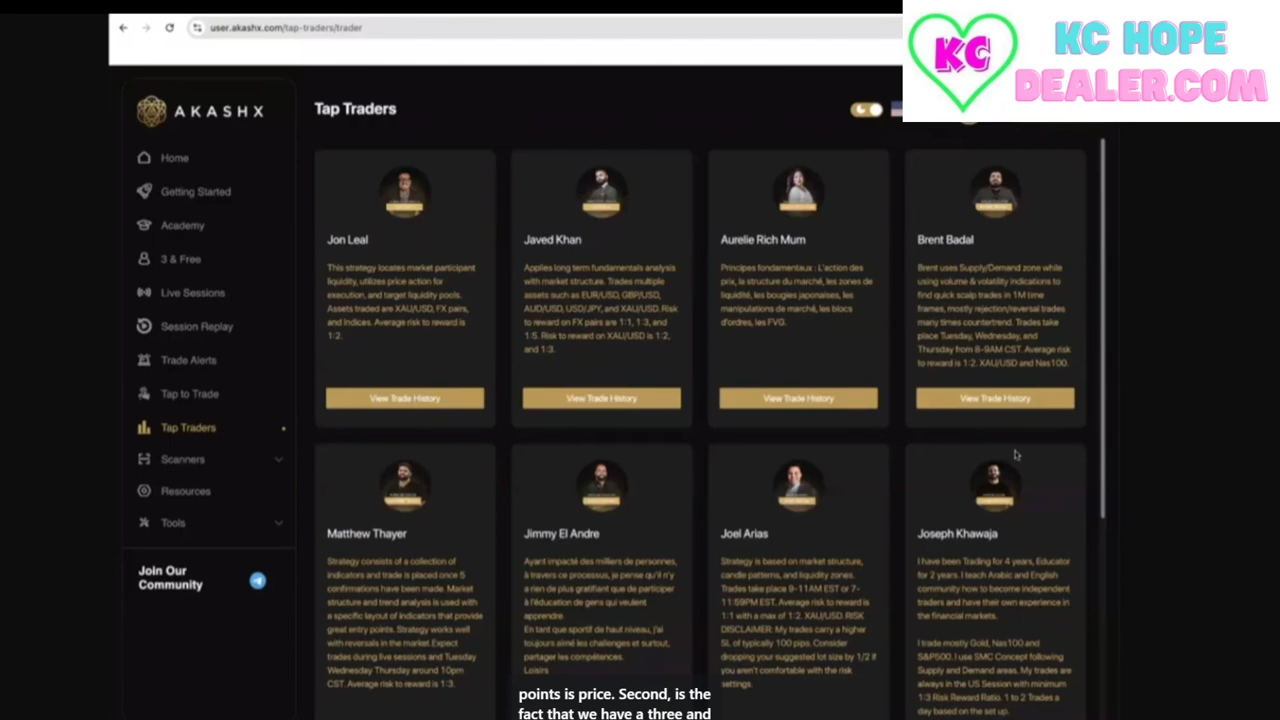 user.akashx.com/tap-traders/trader
KC
KC HOPE
DEALER.COM
AKASHX
Tap Traders
Home
Getting Started
Academy
3 & Free
Live Sessions
Session Replay
Trade Alerts
Tap to Trade
Tap Traders
Scanners
Resources
Tools
Join Our
Community
Jon Leal
This strategy locates market participant
liquidity, utilizes price action for
execution, and target liquidity pools.
Assets traded are XAU/USD, FX pairs,
and Indices. Average risk to reward is
1:2.
View Trade History
Javed Khan
Applies long term fundamentals analysis
with market structure. Trades multiple
assets such as EUR/USD, GBP/USD,
AUD/USD, USD/JPY, and XAU/USD. Risk
to reward on FX pairs are 1:1, 1:3, and
1:5. Risk to reward on XAU/USD is 1:2,
and 1:3.
View Trade History
Aurelie Rich Mum
Principes fondamentaux : L'action des
prix, la structure du marché, les zones de
liquidité, les bougies japonaises, les
manipulations de marché, les blocs
d'ordres, les FVG.
View Trade History
Brent Badal
Brent uses Supply/Demand zone while
using volume & volatility indications to
find quick scalp trades in 1M time
frames, mostly rejection/reversal trades
many times countertrend. Trades take
place Tuesday, Wednesday, and
Thursday from 8-9AM CST. Average risk
to reward is 1:2. XAU/USD and Nas100.
View Trade History
Matthew Thayer
Strategy consists of a collection of
indicators and trade is placed once 5
confirmations have been made. Market
structure and trend analysis is used with
a specific layout of indicators that provide
great entry points. Strategy works well
with reversals in the market. Expect
trades during live sessions and Tuesday
Wednesday Thursday around 10pm
CST. Average risk to reward is 1:3.
Jimmy El Andre
Ayant impacté des milliers de personnes,
à travers ce processus, je pense qu'il n'y
a rien de plus gratifiant que de participer
à l'éducation de gens qui veulent
apprendre.
En tant que sportif de haut niveau, j'ai
toujours aimé les challenges et surtout,
partager les compétences.
Loisirs
Joel Arias
Strategy is based on market structure,
candle patterns, and liquidity zones.
Trades take place 9-11AM EST or 7-
11:59PM EST. Average risk to reward is
1:1 with a max of 1:2. XAU/USD. RISK
DISCLAIMER: My trades carry a higher
SL of typically 100 pips. Consider
dropping your suggested lot size by 1/2 if
you aren't comfortable with the risk
settings.
Joseph Khawaja
I have been Trading for 4 years, Educator
for 2 years. I teach Arabic and English
community how to become independent
traders and have their own experience in
the financial markets.
I trade mostly Gold, Nas100 and
S&P500. I use SMC Concept following
Supply and Demand areas. My trades are
always in the US Session with minimum
1:3 Risk Reward Ratio. 1 to 2 Trades a
day based on the set up.
points is price. Second, is the
fact that we have a three and